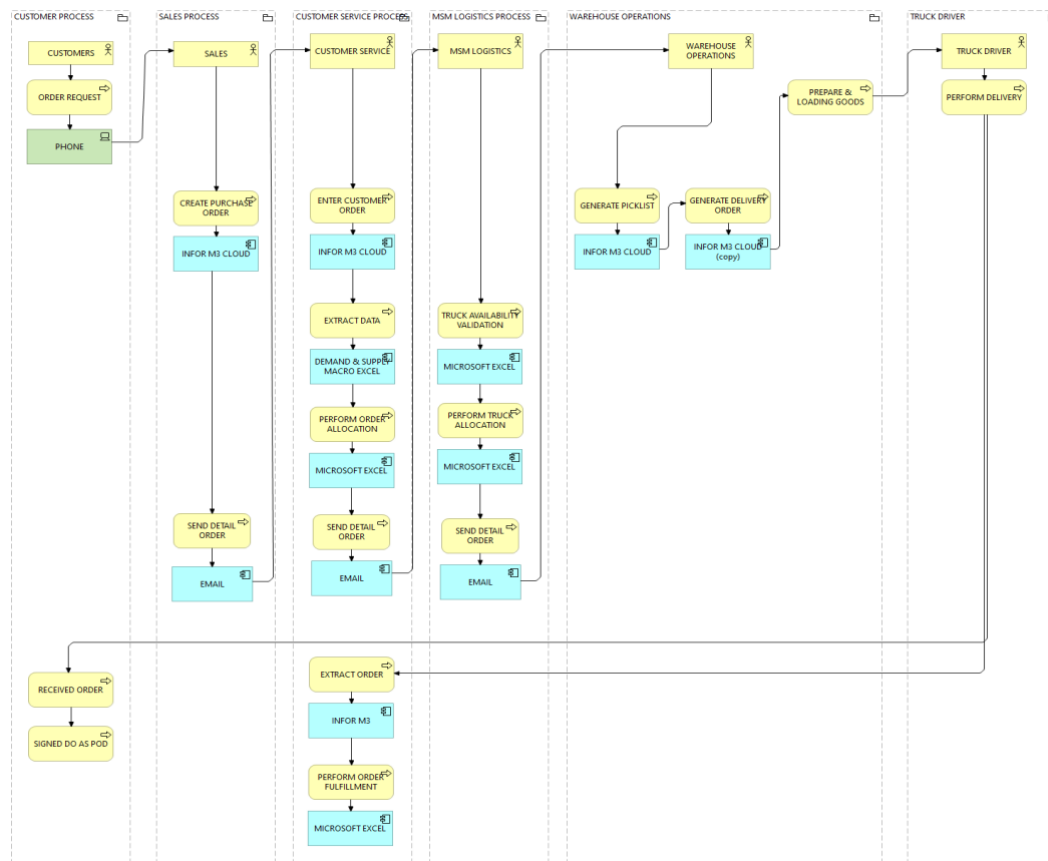 CUSTOMER PROCESS
SALES PROCESS
CUSTOMER SERVICE PROCESS
MSM LOGISTICS PROCESS
WAREHOUSE OPERATIONS
TRUCK DRIVER
CUSTOMERS
ORDER REQUEST
PHONE
SALES
CREATE PURCHASE
ORDER
INFOR M3 CLOUD
SEND DETAIL
ORDER
EMAIL
CUSTOMER SERVICE
ENTER CUSTOMER
ORDER
INFOR M3 CLOUD
EXTRACT DATA
DEMAND & SUPPLY
MACRO EXCEL
PERFORM ORDER
ALLOCATION
MICROSOFT EXCEL
SEND DETAIL
ORDER
EMAIL
MSM LOGISTICS
TRUCK AVAILABILITY
VALIDATION
MICROSOFT EXCEL
PERFORM TRUCK
ALLOCATION
MICROSOFT EXCEL
SEND DETAIL
ORDER
EMAIL
WAREHOUSE
OPERATIONS
GENERATE PICKLIST
INFOR M3 CLOUD
GENERATE DELIVERY
ORDER
INFOR M3 CLOUD
(copy)
PREPARE &
LOADING GOODS
TRUCK DRIVER
PERFORM DELIVERY
RECEIVED ORDER
SIGNED DO AS POD
EXTRACT ORDER
INFOR M3
PERFORM ORDER
FULFILLMENT
MICROSOFT EXCEL